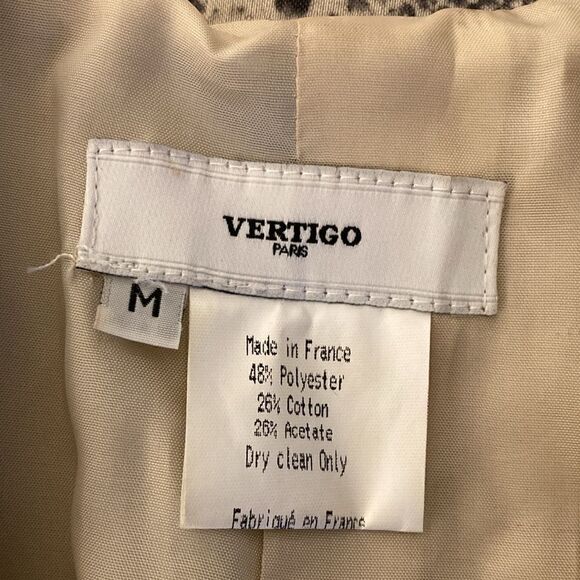 VERTIGO
PARIS
M
Made in France
48% Polyester
26% Cotton
26% Acetate
Dry clean Only
Fabriqué en France